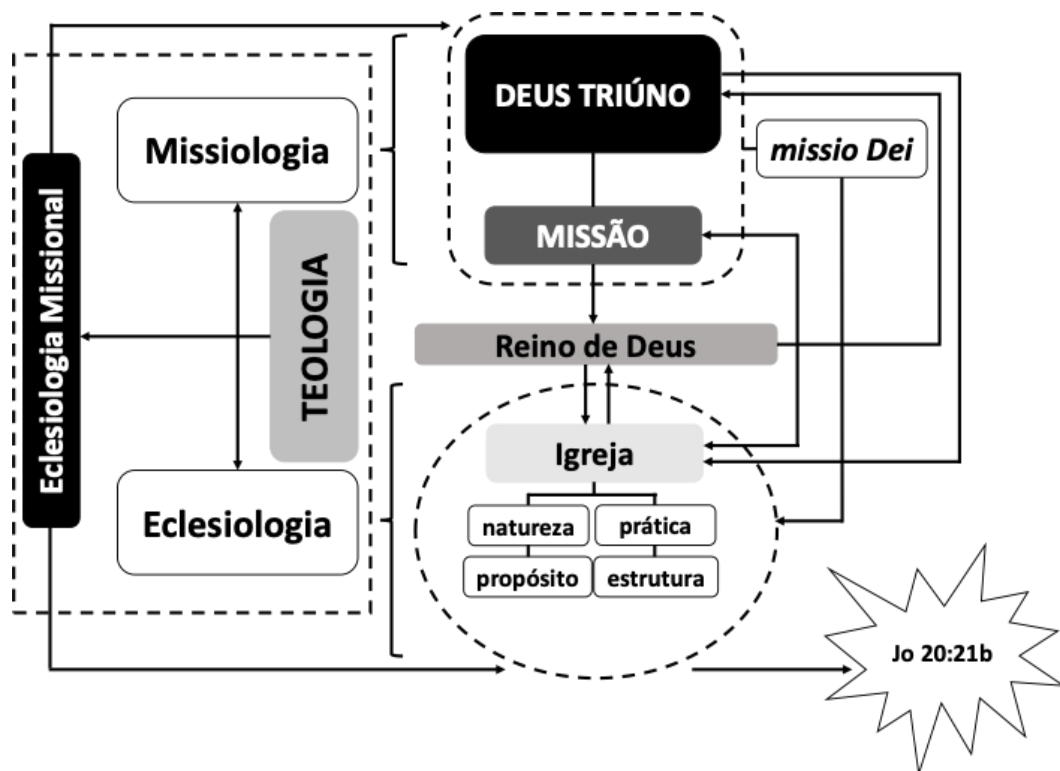 DEUS TRIÚNO
missio Dei
Missiologia
MISSÃO
Eclesiologia Missional
TEOLOGIA
Reino de Deus
Igreja
Eclesiologia
natureza
prática
propósito
estrutura
Jo 20:21b